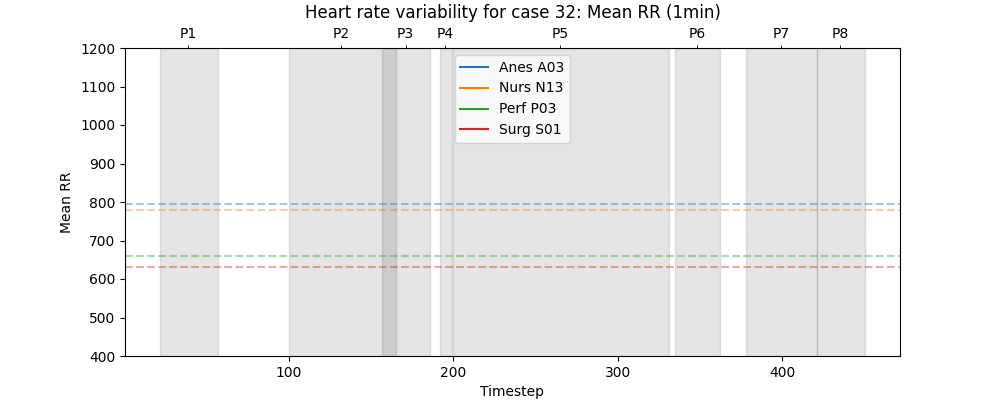 Heart rate variability for case 32: Mean RR (1min)
P1 P2 P3 P4 P5 P6 P7 P8
1200
1100
1000
900
800
700
600
500
400
Mean RR
Anes A03
Nurs N13
Perf P03
Surg S01
100 200 300 400
Timestep